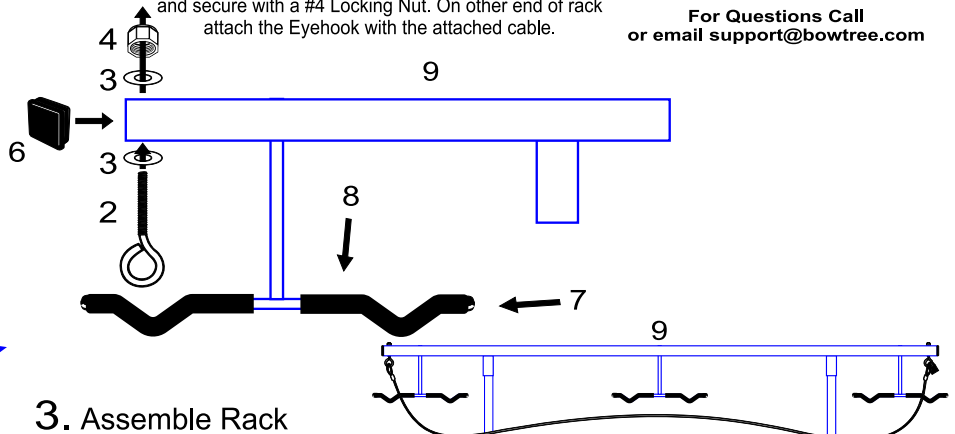 and secure with a #4 Locking Nut. On other end of rack
attach the Eyehook with the attached cable.
For Questions Call
or email support@bowtree.com
4
3
9
6
3
2
8
7
9
3. Assemble Rack